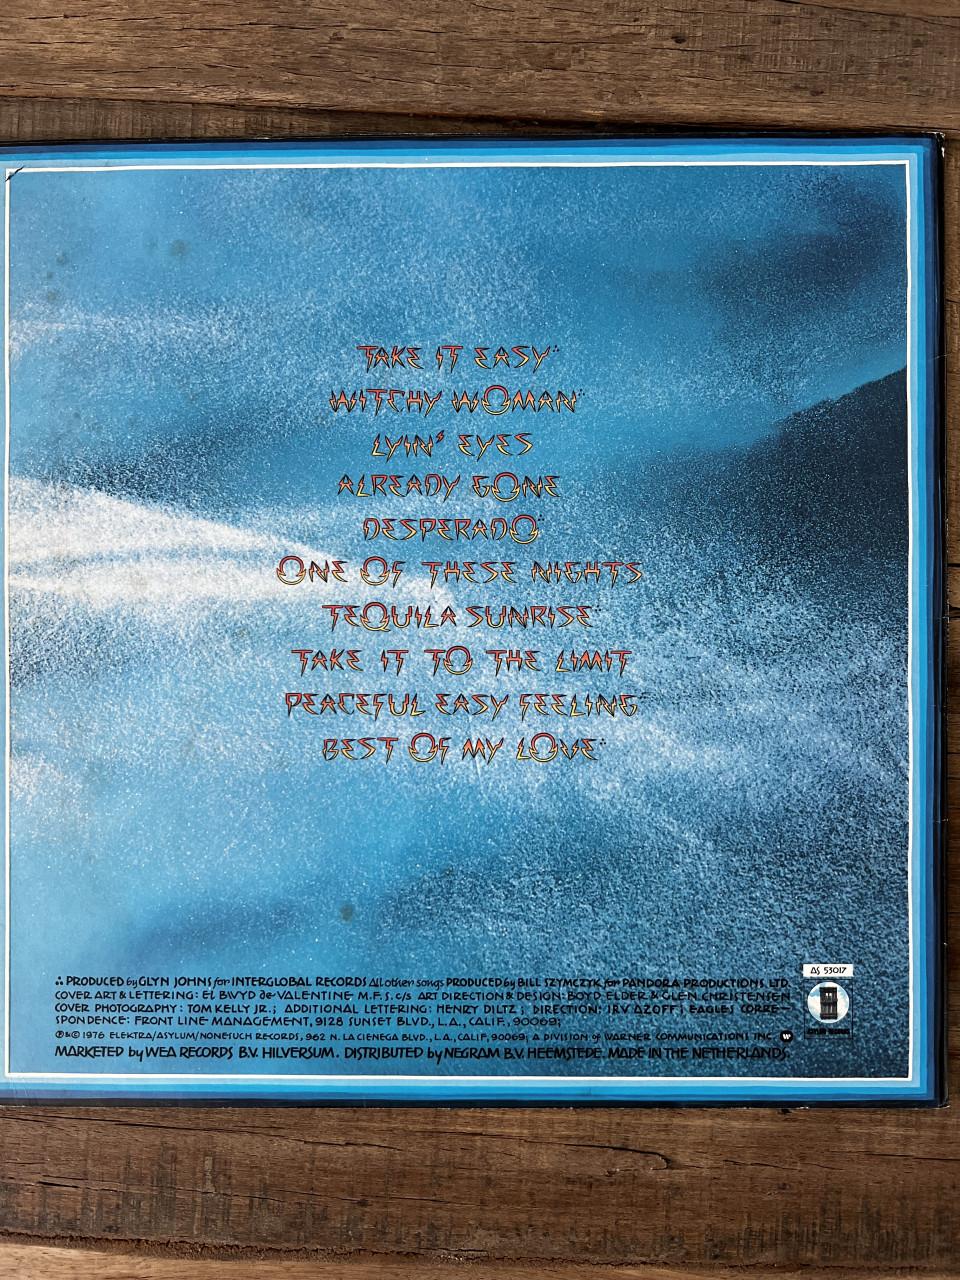 TAKE IT EASY∴
WITCHY WOMAN∴
LYIN' EYES
ALREADY GONE
DESPERADO∴
ONE OF THESE NIGHTS
TEQUILA SUNRISE∴
TAKE IT TO THE LIMIT
PEACEFUL EASY FEELING∴
BEST OF MY LOVE∴
AS 53017
∴ PRODUCED by GLYN JOHNS for INTERGLOBAL RECORDS All other songs PRODUCED by BILL SZYMCZYK for PANDORA PRODUCTIONS, LTD.
COVER ART & LETTERING: EL BWYD de VALENTINE M.F.S. c/s ART DIRECTION & DESIGN: BOYD ELDER & GLEN CHRISTENSEN
COVER PHOTOGRAPHY: TOM KELLY JR.; ADDITIONAL LETTERING: HENRY DILTZ; DIRECTION: IRV AZOFF; EAGLES CORRE-
SPONDENCE: FRONT LINE MANAGEMENT, 9128 SUNSET BLVD., L.A., CALIF., 90069;
℗&© 1976 ELEKTRA/ASYLUM/NONESUCH RECORDS, 962 N. LA CIENEGA BLVD., L.A., CALIF, 90069; A DIVISION of WARNER COMMUNICATIONS INC.
MARKETED by WEA RECORDS B.V. HILVERSUM. DISTRIBUTED by NEGRAM B.V. HEEMSTEDE. MADE IN THE NETHERLANDS.